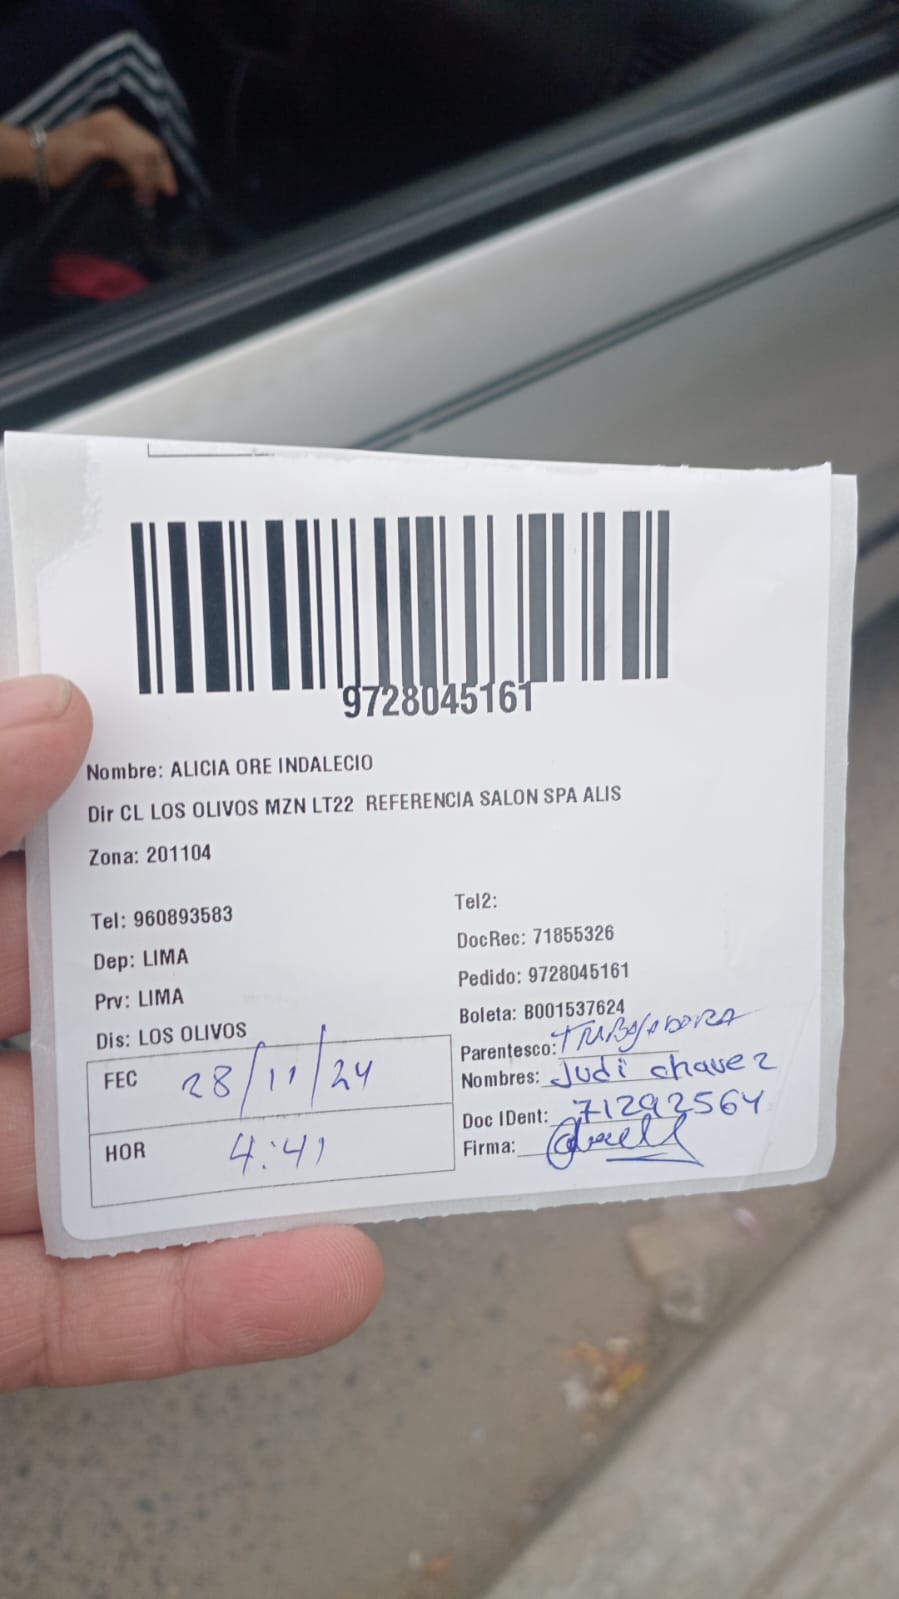 9728045161
Nombre: ALICIA ORE INDALECIO
Dir CL LOS OLIVOS MZN LT22 REFERENCIA SALON SPA ALIS
Zona: 201104
Tel: 960893583
Dep: LIMA
Prv: LIMA
Dis: LOS OLIVOS
FEC 28/11/24
HOR 4:41
Tel2:
DocRec: 71855326
Pedido: 9728045161
Boleta: B001537624
Parentesco: TRABAJADORA
Nombres: Judi chavez
Doc IDent: 71292564
Firma: